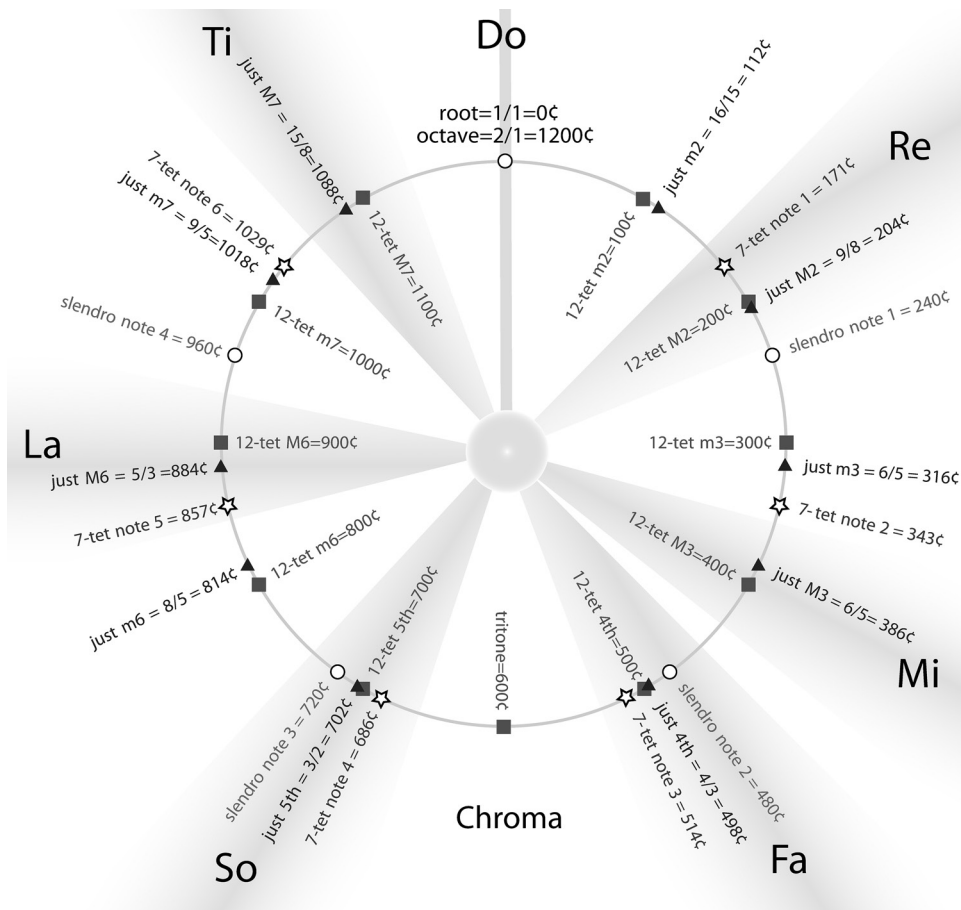 Do
root=1/1=0¢
octave=2/1=1200¢
just m2 = 16/15 = 112¢
12-tet m2=100¢
Re
7-tet note 1 = 171¢
just M2 = 9/8 = 204¢
12-tet M2=200¢
slendro note 1 = 240¢
12-tet m3=300¢
just m3 = 6/5 = 316¢
7-tet note 2 = 343¢
12-tet M3=400¢
just M3 = 6/5= 386¢
Mi
12-tet 4th=500¢
slendro note 2 = 480¢
just 4th = 4/3 = 498¢
7-tet note 3 = 514¢
Fa
tritone=600¢
Chroma
12-tet 5th=700¢
7-tet note 4 = 686¢
just 5th = 3/2 = 702¢
slendro note 3 = 720¢
So
12-tet m6=800¢
just m6 = 8/5 = 814¢
7-tet note 5 = 857¢
just M6 = 5/3 =884¢
12-tet M6=900¢
La
slendro note 4 = 960¢
12-tet m7=1000¢
just m7 = 9/5=1018¢
7-tet note 6 = 1029¢
just M7 = 15/8=1088¢
12-tet M7=1100¢
Ti